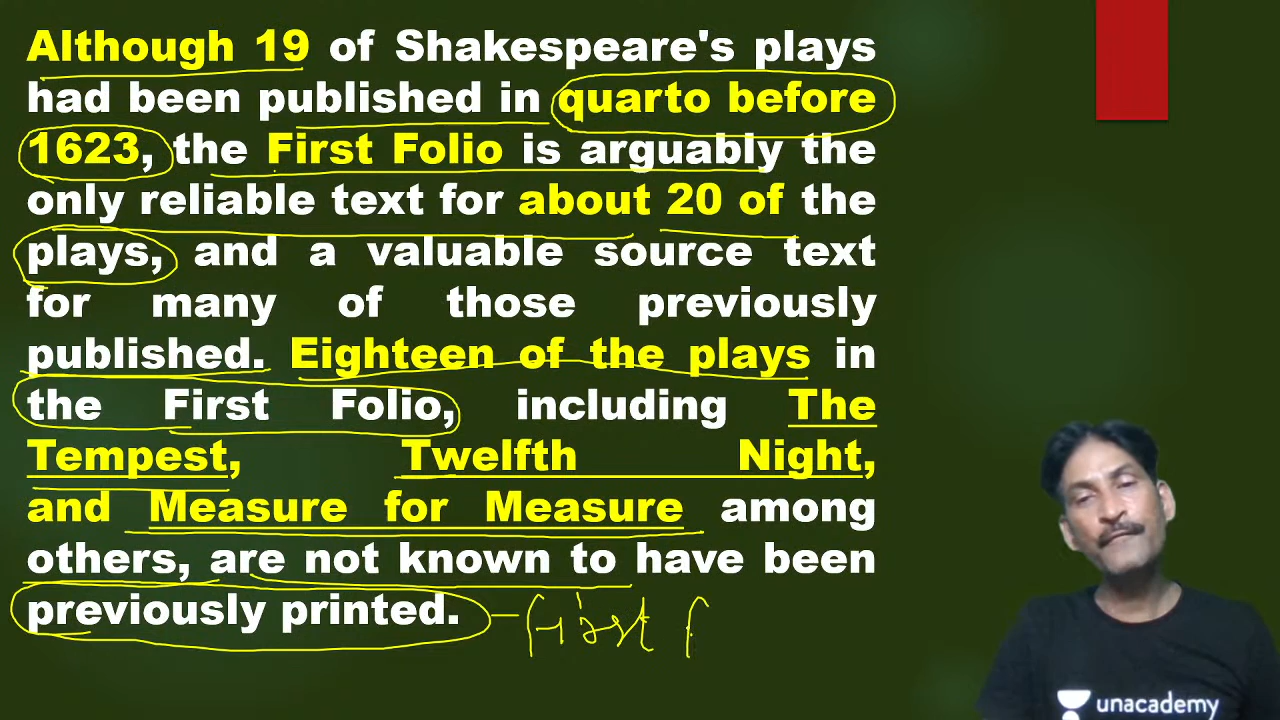 Although 19 of Shakespeare's plays
had been published in quarto before
1623, the First Folio is arguably the
only reliable text for about 20 of the
plays, and a valuable source text
for many of those previously
published. Eighteen of the plays in
the First Folio, including The
Tempest, Twelfth Night,
and Measure for Measure among
others, are not known to have been
previously printed.
First f
unacademy